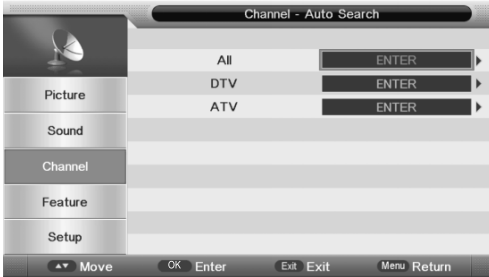 Channel - Auto Search
All ENTER
DTV ENTER
ATV ENTER
Picture
Sound
Channel
Feature
Setup
Move OK Enter Exit Exit Menu Return